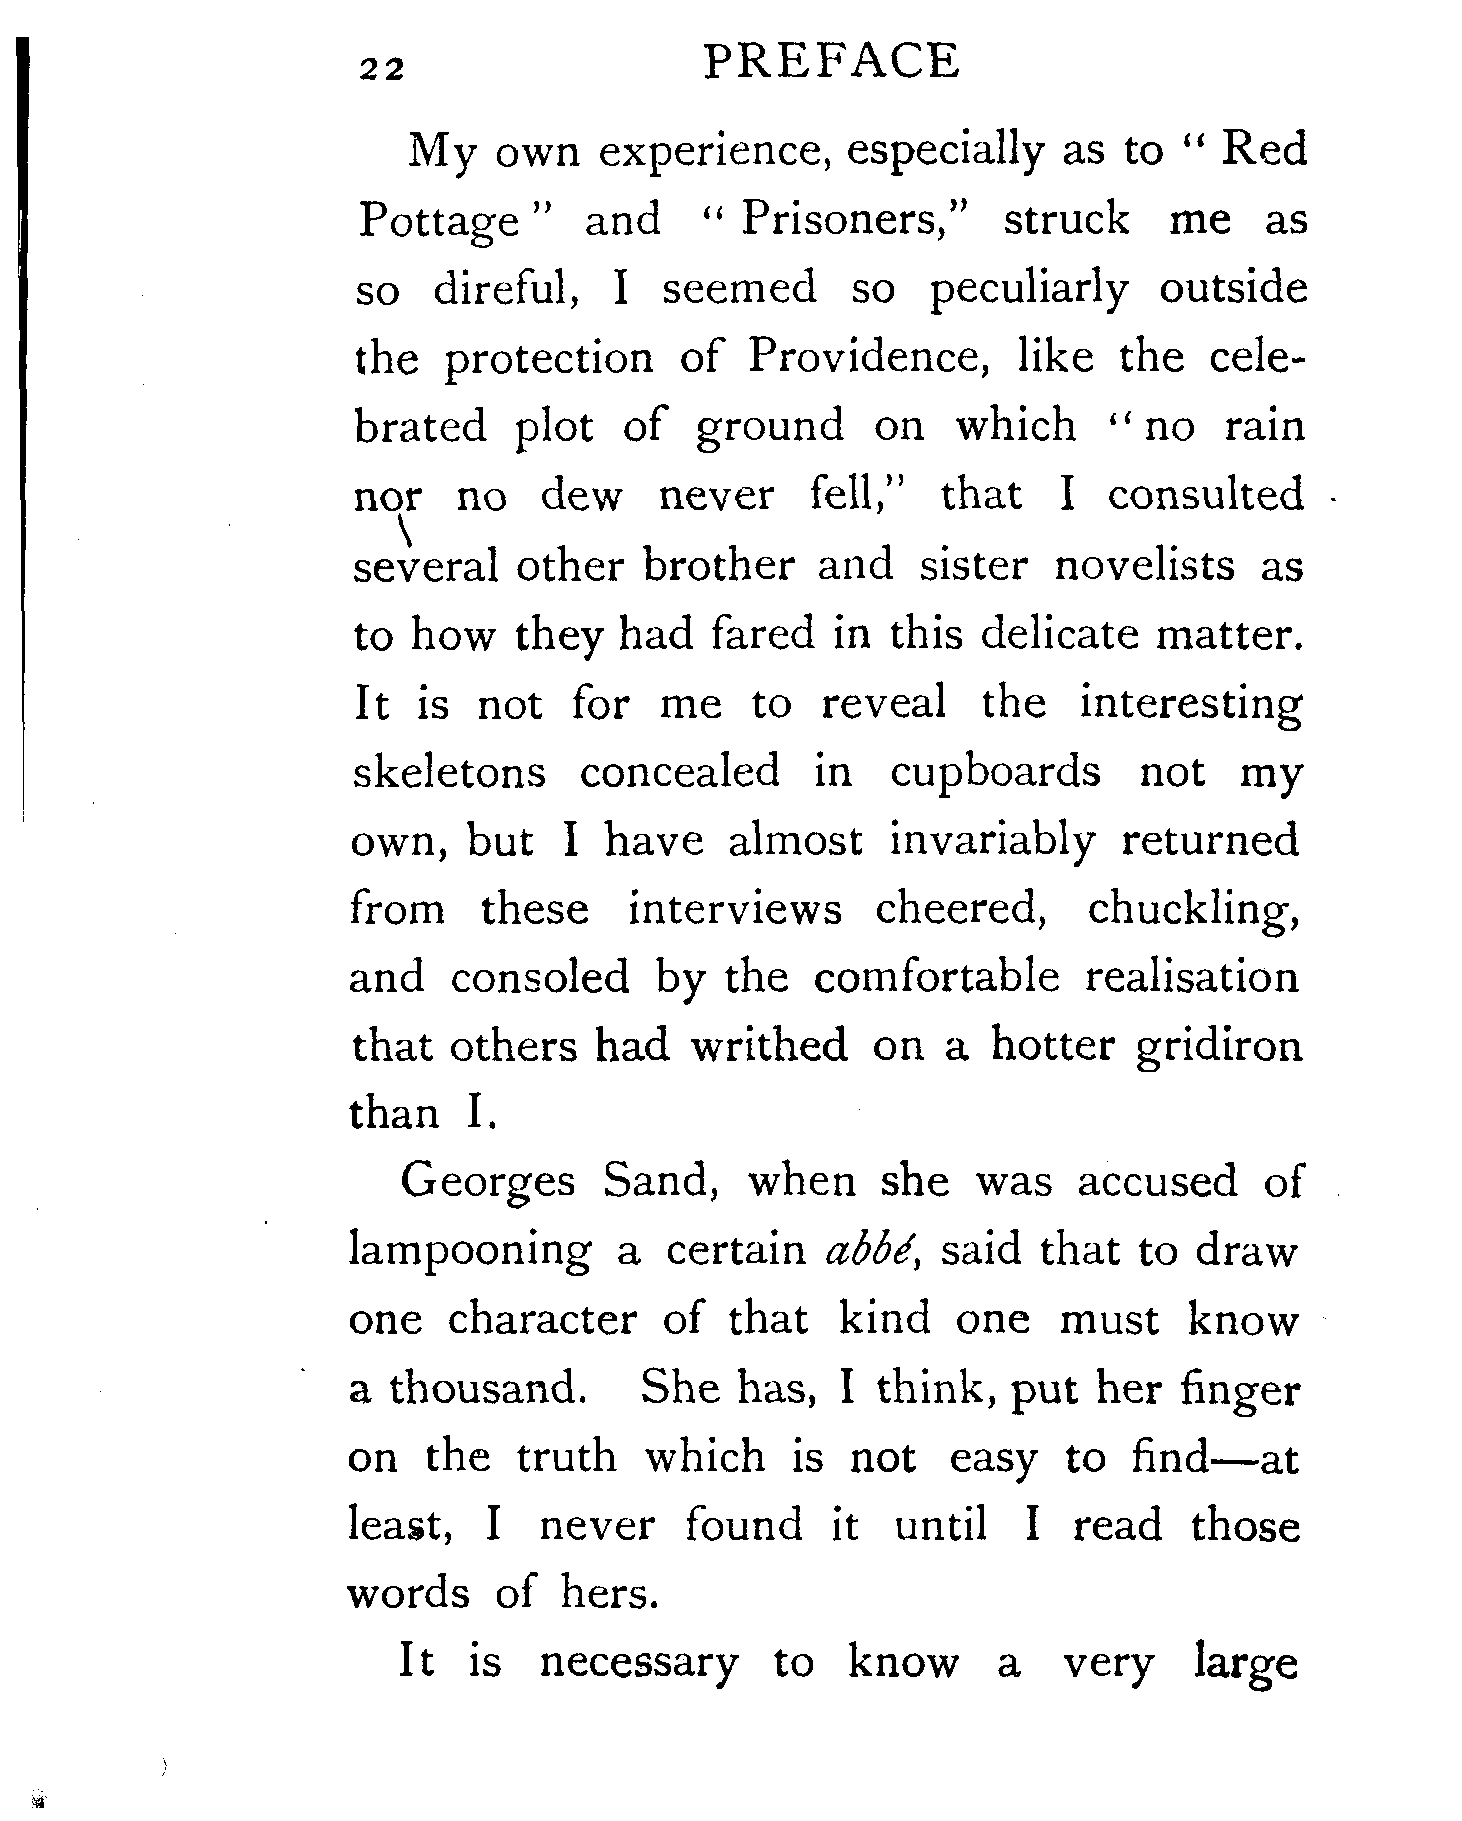 22 PREFACE
My own experience, especially as to “ Red
Pottage ” and “ Prisoners,” struck me as
so direful, I seemed so peculiarly outside
the protection of Providence, like the cele-
brated plot of ground on which “ no rain
nor no dew never fell,” that I consulted
several other brother and sister novelists as
to how they had fared in this delicate matter.
It is not for me to reveal the interesting
skeletons concealed in cupboards not my
own, but I have almost invariably returned
from these interviews cheered, chuckling,
and consoled by the comfortable realisation
that others had writhed on a hotter gridiron
than I.
Georges Sand, when she was accused of
lampooning a certain abbé, said that to draw
one character of that kind one must know
a thousand. She has, I think, put her finger
on the truth which is not easy to find—at
least, I never found it until I read those
words of hers.
It is necessary to know a very large